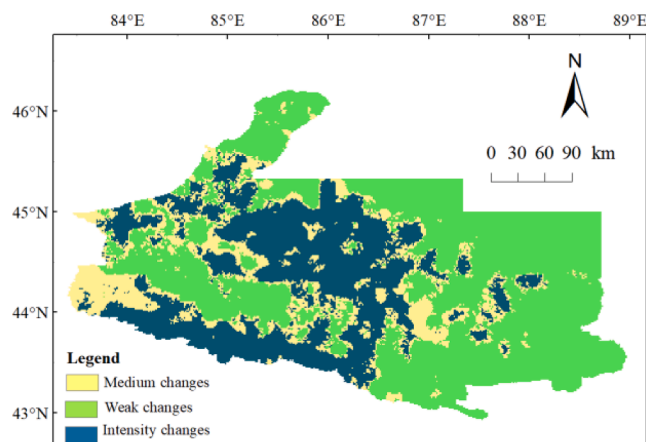 84°E 85°E 86°E 87°E 88°E 89°E
N
46°N
0 30 60 90 km
45°N
44°N
Legend
Medium changes
Weak changes
43°N
Intensity changes